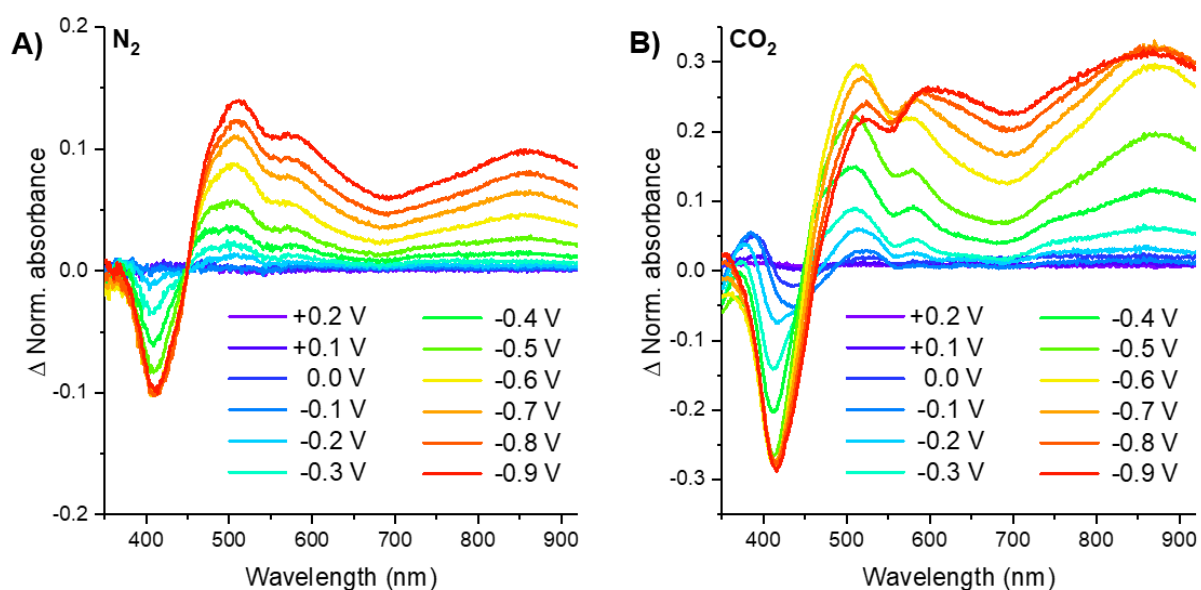 A)
N₂
0.2
0.1
0.0
-0.1
-0.2
Δ Norm. absorbance
400 500 600 700 800 900
Wavelength (nm)
+0.2 V -0.4 V
+0.1 V -0.5 V
0.0 V -0.6 V
-0.1 V -0.7 V
-0.2 V -0.8 V
-0.3 V -0.9 V
B)
CO₂
0.3
0.2
0.1
0.0
-0.1
-0.2
-0.3
Δ Norm. absorbance
400 500 600 700 800 900
Wavelength (nm)
+0.2 V -0.4 V
+0.1 V -0.5 V
0.0 V -0.6 V
-0.1 V -0.7 V
-0.2 V -0.8 V
-0.3 V -0.9 V